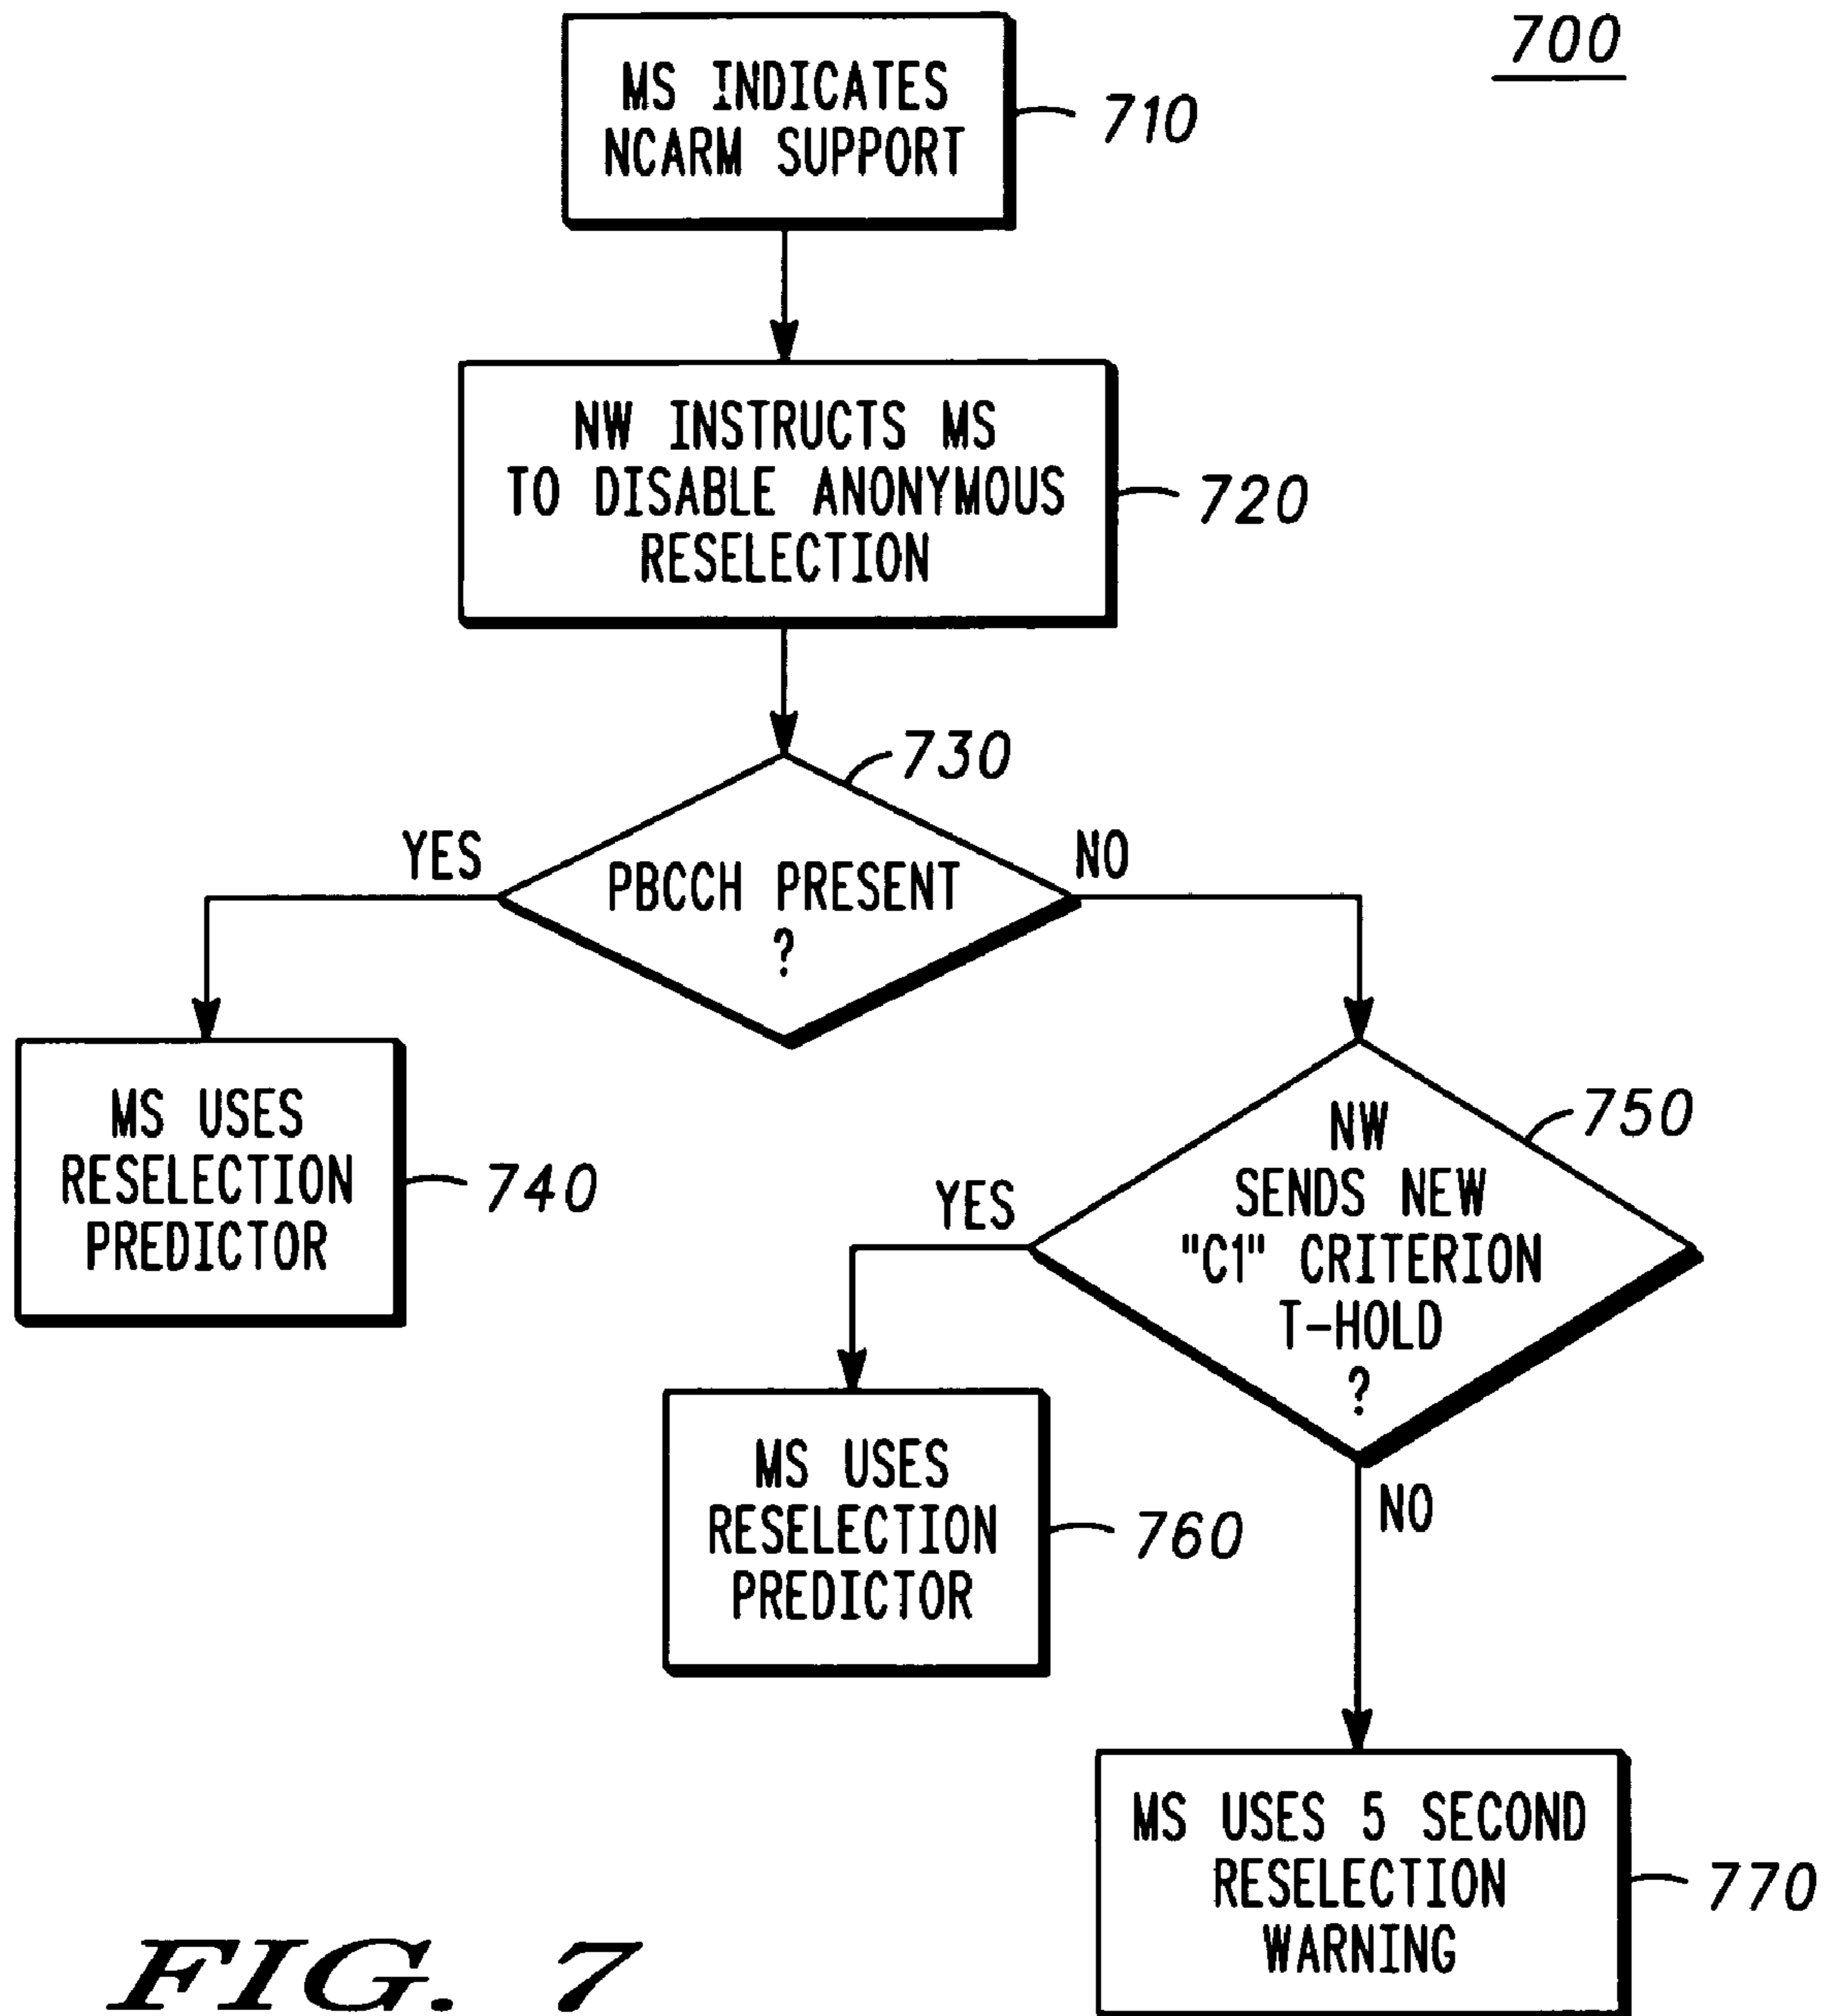 700
MS INDICATES
NCARM SUPPORT
710
NW INSTRUCTS MS
TO DISABLE ANONYMOUS
RESELECTION
720
730
YES
PBCCH PRESENT
?
NO
MS USES
RESELECTION
PREDICTOR
740
750
NW
SENDS NEW
"C1" CRITERION
T-HOLD
?
YES
NO
MS USES
RESELECTION
PREDICTOR
760
MS USES 5 SECOND
RESELECTION
WARNING
770
FIG. 7